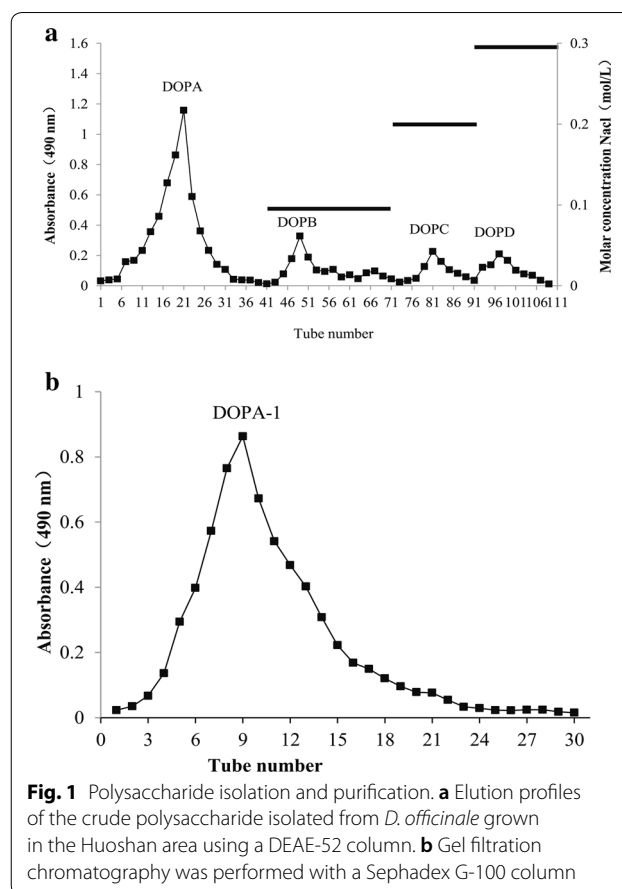 a
1.6
1.4
1.2
1
0.8
0.6
0.4
0.2
0
Absorbance（490 nm）
DOPA
DOPB
DOPC
DOPD
0.3
0.2
0.1
0
Molar concentration Nacl（mol/L）
1 6 11 16 21 26 31 36 41 46 51 56 61 66 71 76 81 86 91 96 101 106 111
Tube number
b
1
0.8
0.6
0.4
0.2
0
Absorbance（490 nm）
DOPA-1
0 3 6 9 12 15 18 21 24 27 30
Tube number
Fig. 1 Polysaccharide isolation and purification. a Elution profiles
of the crude polysaccharide isolated from D. officinale grown
in the Huoshan area using a DEAE-52 column. b Gel filtration
chromatography was performed with a Sephadex G-100 column